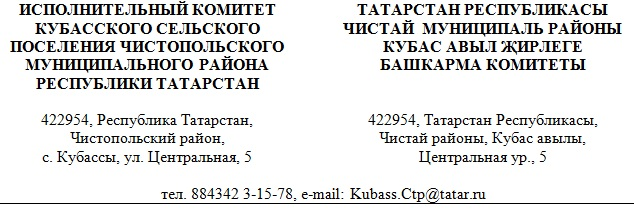 ИСПОЛНИТЕЛЬНЫЙ КОМИТЕТ
КУБАССКОГО СЕЛЬСКОГО
ПОСЕЛЕНИЯ ЧИСТОПОЛЬСКОГО
МУНИЦИПАЛЬНОГО РАЙОНА
РЕСПУБЛИКИ ТАТАРСТАН
422954, Республика Татарстан,
Чистопольский район,
с. Кубассы, ул. Центральная, 5
ТАТАРСТАН РЕСПУБЛИКАСЫ
ЧИСТАЙ МУНИЦИПАЛЬ РАЙОНЫ
КУБАС АВЫЛ ҖИРЛЕГЕ
БАШКАРМА КОМИТЕТЫ
422954, Татарстан Республикасы,
Чистай районы, Кубас авылы,
Центральная ур., 5
тел. 884342 3-15-78, e-mail: Kubass.Ctp@tatar.ru